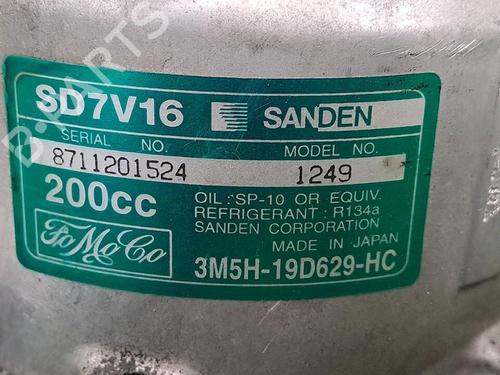 SD7V16 SANDEN
SERIAL NO. MODEL NO.
8711201524 1249
200cc
OIL : SP-10 OR EQUIV.
REFRIGERANT : R134a
SANDEN CORPORATION
MADE IN JAPAN
FoMoCo
3M5H-19D629-HC
B-PARTS